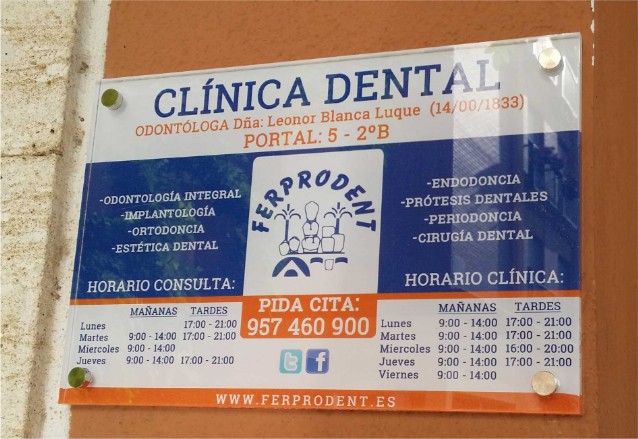 CLÍNICA DENTAL
ODONTÓLOGA Dña: Leonor Blanca Luque (14/00/1833)
PORTAL: 5 - 2ºB
-ODONTOLOGÍA INTEGRAL
-IMPLANTOLOGÍA
-ORTODONCIA
-ESTÉTICA DENTAL
FERPRODENT
-ENDODONCIA
-PRÓTESIS DENTALES
-PERIODONCIA
-CIRUGÍA DENTAL
HORARIO CONSULTA:
MAÑANAS TARDES
Lunes 17:00 - 21:00
Martes 9:00 - 14:00 17:00 - 21:00
Miercoles 9:00 - 14:00
Jueves 9:00 - 14:00 17:00 - 21:00
PIDA CITA:
957 460 900
HORARIO CLÍNICA:
MAÑANAS TARDES
Lunes 9:00 - 14:00 17:00 - 21:00
Martes 9:00 - 14:00 17:00 - 21:00
Miercoles 9:00 - 14:00 16:00 - 20:00
Jueves 9:00 - 14:00 17:00 - 21:00
Viernes 9:00 - 14:00
WWW.FERPRODENT.ES